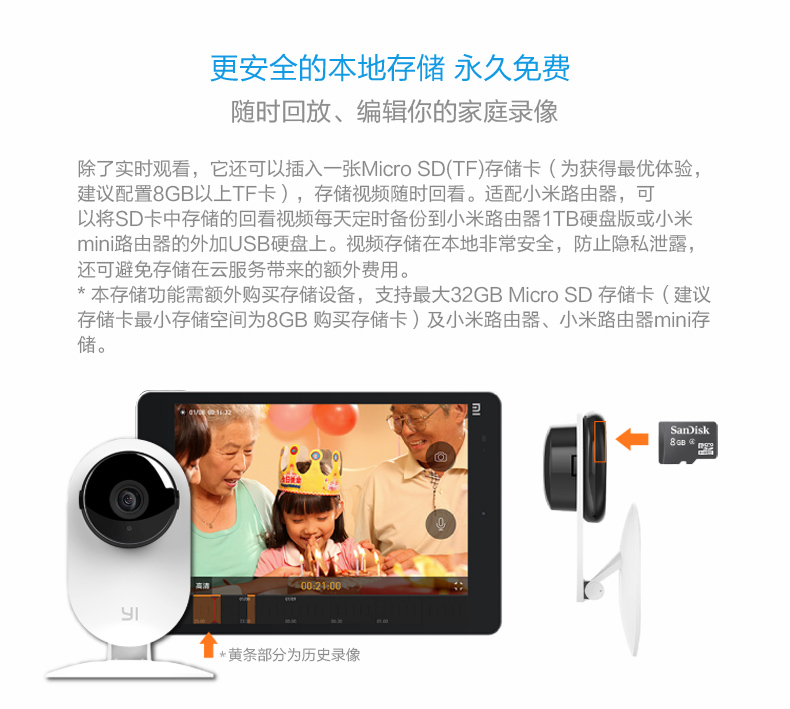 更安全的本地存储 永久免费
随时回放、编辑你的家庭录像
除了实时观看，它还可以插入一张Micro SD(TF)存储卡（为获得最优体验，
建议配置8GB以上TF卡），存储视频随时回看。适配小米路由器，可
以将SD卡中存储的回看视频每天定时备份到小米路由器1TB硬盘版或小米
mini路由器的外加USB硬盘上。视频存储在本地非常安全，防止隐私泄露，
还可避免存储在云服务带来的额外费用。
* 本存储功能需额外购买存储设备，支持最大32GB Micro SD 存储卡（建议
存储卡最小存储空间为8GB 购买存储卡）及小米路由器、小米路由器mini存
储。
01/08 00:16:32
SanDisk
8 GB
生日快乐
高清
00:21:00
YI
*黄条部分为历史录像